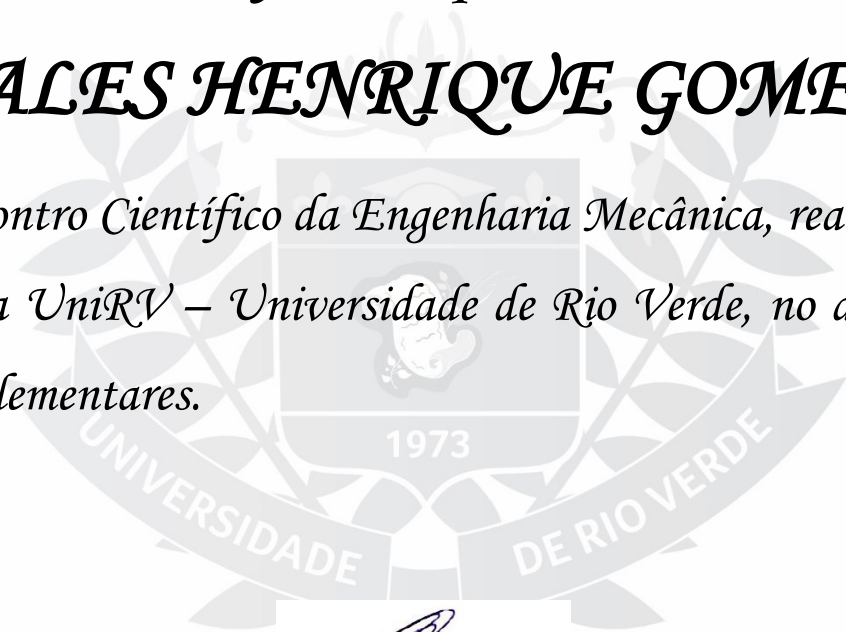 ALES HENRIQUE GOME
ontro Científico da Engenharia Mecânica, rea
a UniRV – Universidade de Rio Verde, no d
lementares.
1973
UNIVERSIDADE DE RIO VERDE